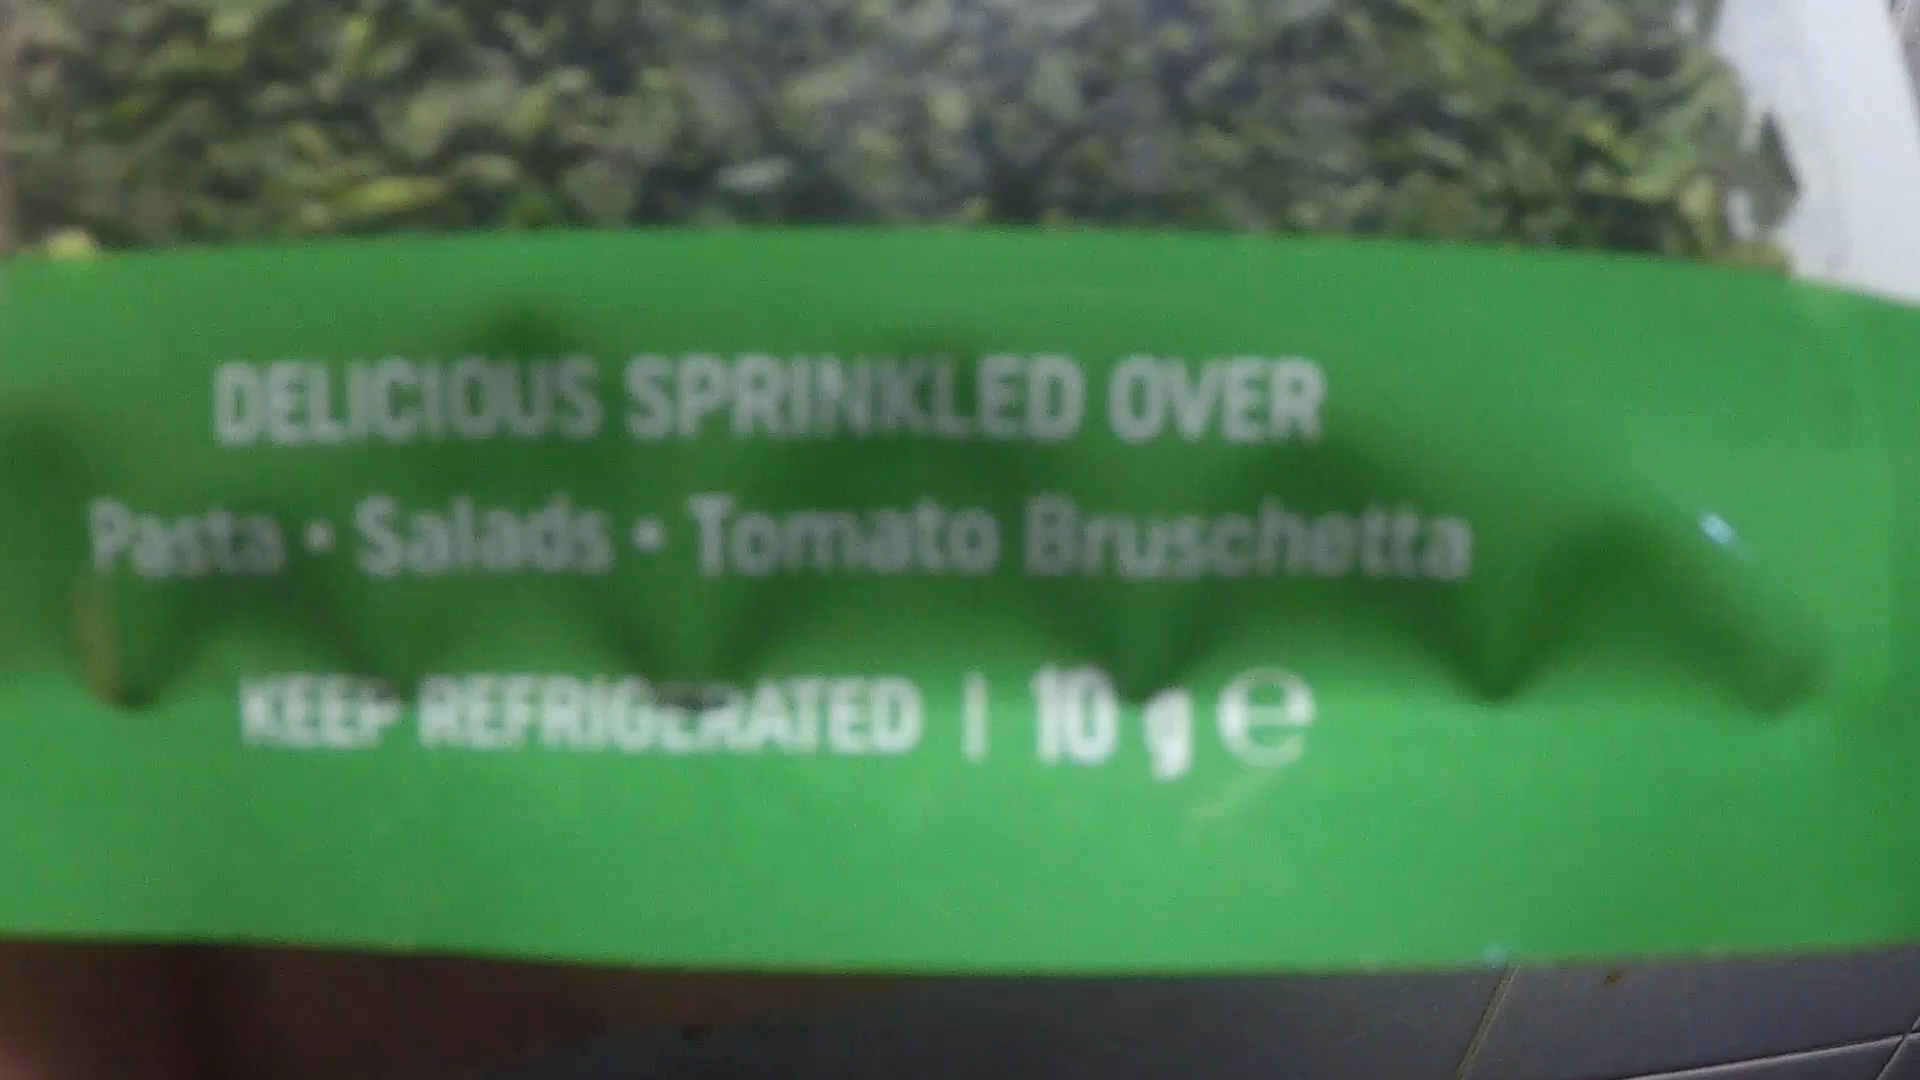 DELICIOUS SPRINKLED OVER
Pasta • Salads • Tomato Bruschetta
KEEP REFRIGERATED | 10 g ℮